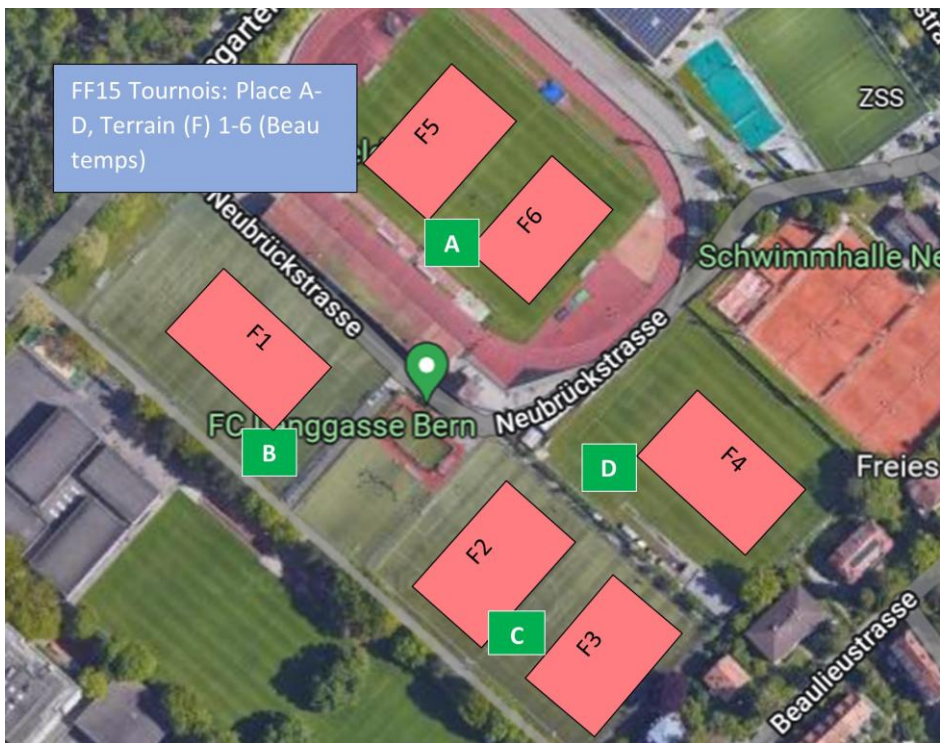 FF15 Tournois: Place A-
D, Terrain (F) 1-6 (Beau
temps)
ZSS
F5
F6
A
Neubrückstrasse
Schwimmhalle Ne
F1
FC
nggasse Bern
Neubrückstrasse
B
D
F4
Freies
F2
C
F3
Beaulieustrasse